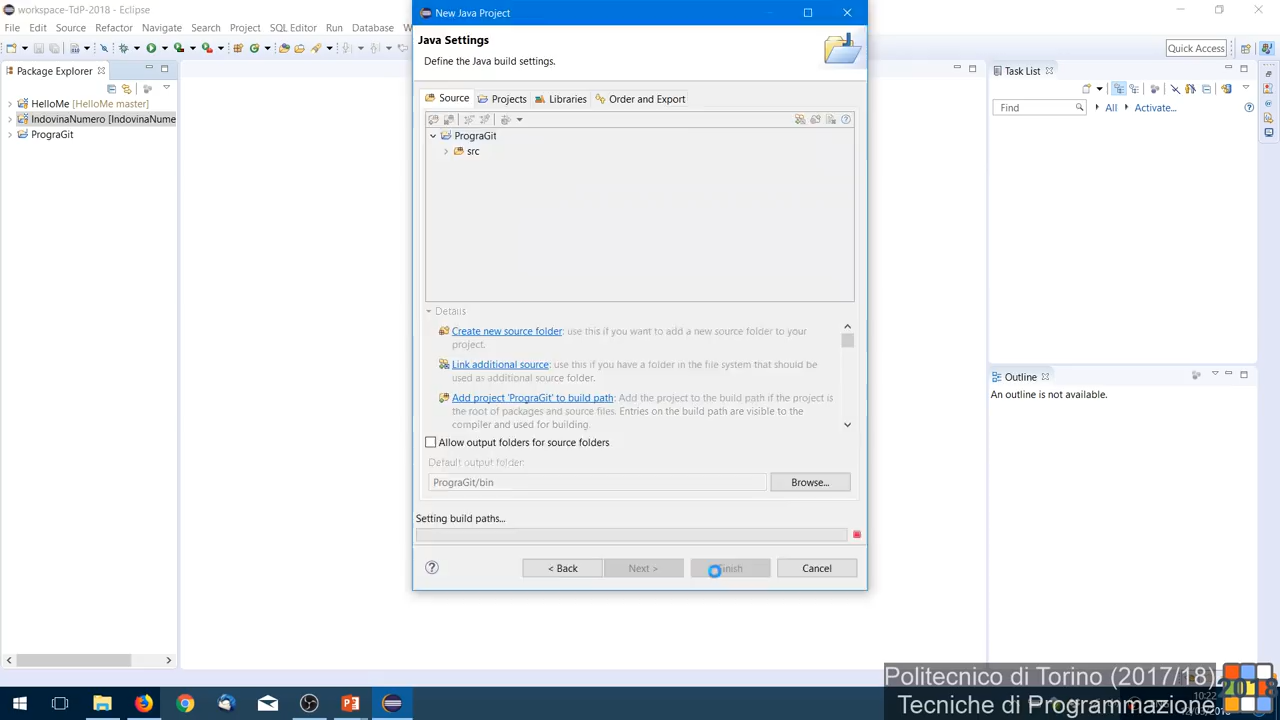 workspace-TdP-2018 - Eclipse
File Edit Source Refactor Navigate Search Project SQL Editor Run Database
Quick Access
Package Explorer
HelloMe [HelloMe master]
IndovinaNumero [IndovinaNume
PrograGit
New Java Project
Java Settings
Define the Java build settings.
Source Projects Libraries Order and Export
PrograGit
src
Details
Create new source folder: use this if you want to add a new source folder to your
project.
Link additional source: use this if you have a folder in the file system that should be
used as additional source folder.
Add project 'PrograGit' to build path: Add the project to the build path if the project is
the root of packages and source files. Entries on the build path are visible to the
compiler and used for building.
Allow output folders for source folders
Default output folder:
PrograGit/bin
Browse...
Setting build paths...
< Back Next > Finish Cancel
Task List
Find All Activate...
Outline
An outline is not available.
Politecnico di Torino (2017/18)
Tecniche di Programmazione
2018
10:22